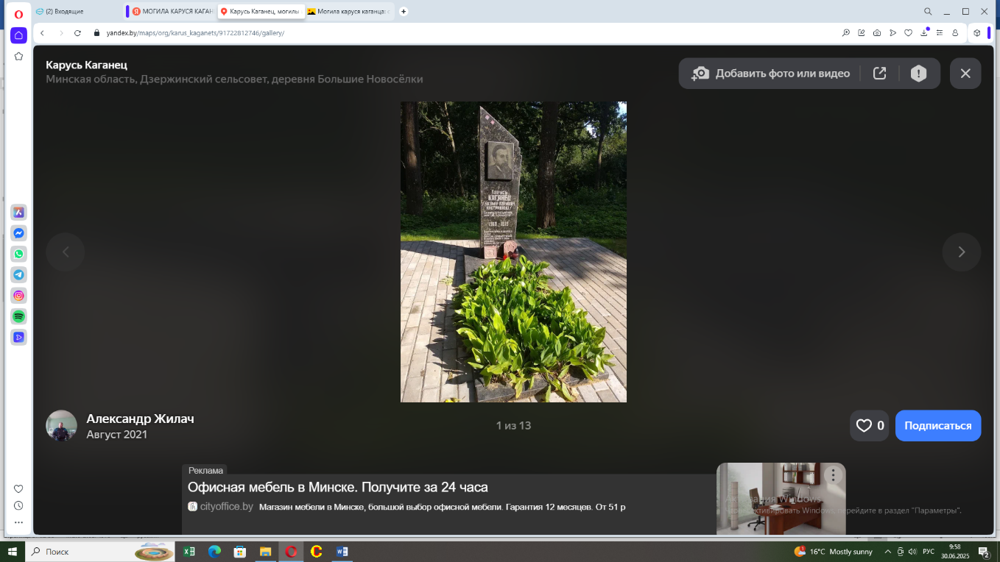 (2) Входящие
МОГИЛА КАРУСЯ КАГАН
Карусь Каганец, могилы
Могила каруся каганца:
yandex.by/maps/org/karus_kaganets/91722812746/gallery/
Карусь Каганец
Минская область, Дзержинский сельсовет, деревня Большие Новосёлки
Добавить фото или видео
Карусь
Каганец
Александр Жилач
Август 2021
1 из 13
0
Подписаться
Реклама
Офисная мебель в Минске. Получите за 24 часа
cityoffice.by Магазин мебели в Минске, большой выбор офисной мебели. Гарантия 12 месяцев. От 51 р
Активация Windows
Чтобы активировать Windows, перейдите в раздел "Параметры".
Поиск
16°C Mostly sunny
РУС
9:58
30.06.2025
2